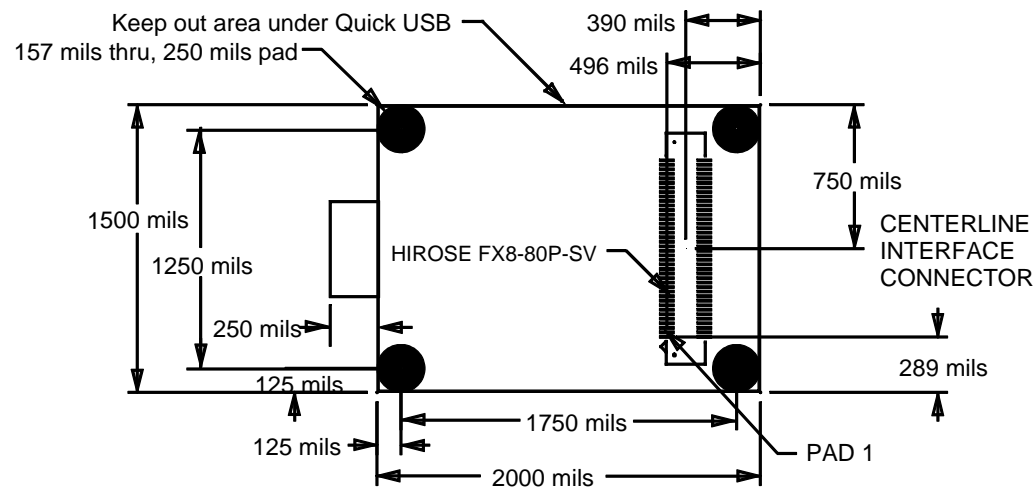 Keep out area under Quick USB
157 mils thru, 250 mils pad
390 mils
496 mils
750 mils
1500 mils
1250 mils
HIROSE FX8-80P-SV
CENTERLINE
INTERFACE
CONNECTOR
250 mils
289 mils
125 mils
1750 mils
125 mils
PAD 1
2000 mils